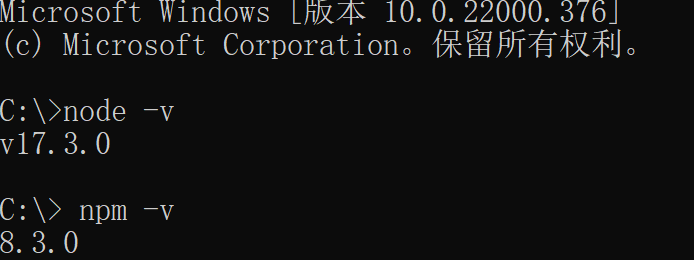 Microsoft Windows [版本 10.0.22000.376]
(c) Microsoft Corporation。保留所有权利。
C:\>node -v
v17.3.0
C:\> npm -v
8.3.0